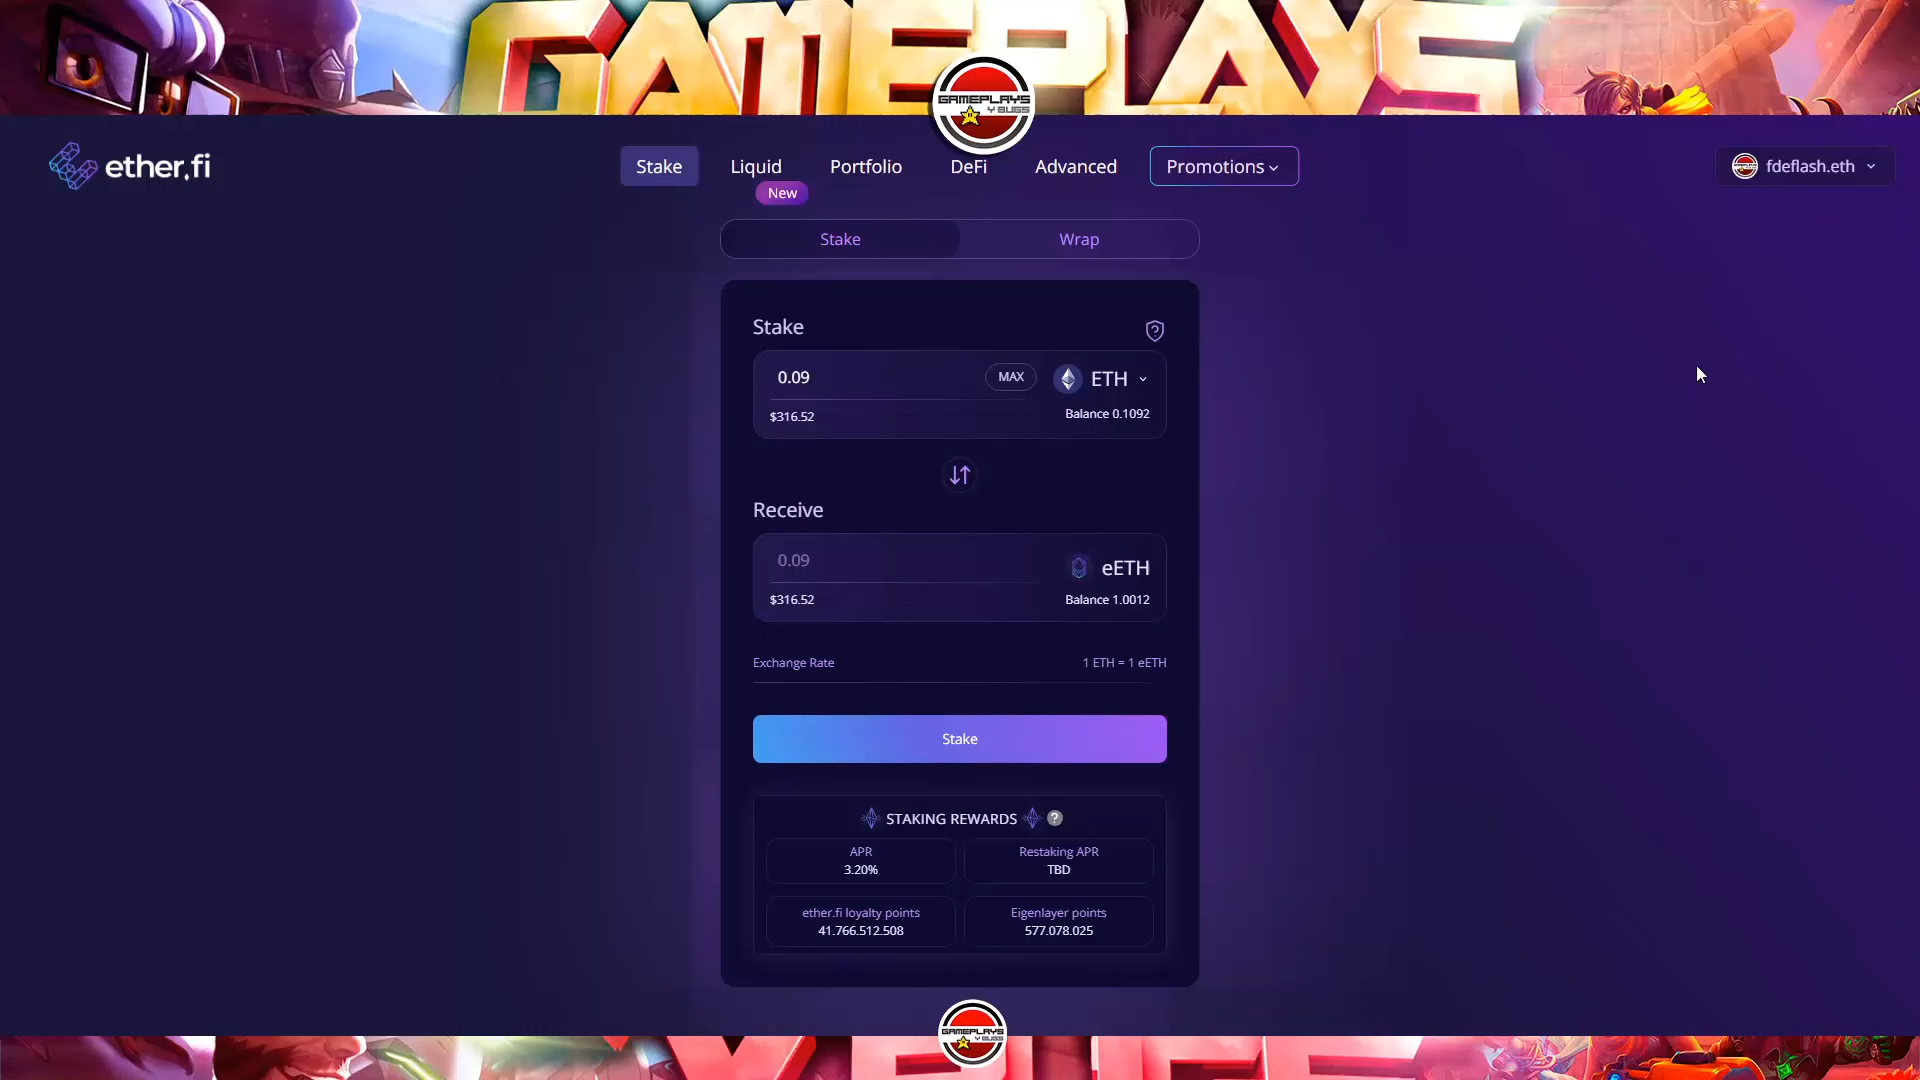 GAMEPLAYS
GAMEPLAYS
Y BUGS
ether.fi
Stake
Liquid
New
Portfolio
DeFi
Advanced
Promotions
fdeflash.eth
Stake
Wrap
Stake
0.09
MAX
ETH
$316.52
Balance 0.1092
Receive
0.09
eETH
$316.52
Balance 1.0012
Exchange Rate
1 ETH = 1 eETH
Stake
STAKING REWARDS
?
APR
3.20%
Restaking APR
TBD
ether.fi loyalty points
41.766.512.508
Eigenlayer points
577.078.025
GAMEPLAYS
Y BUGS